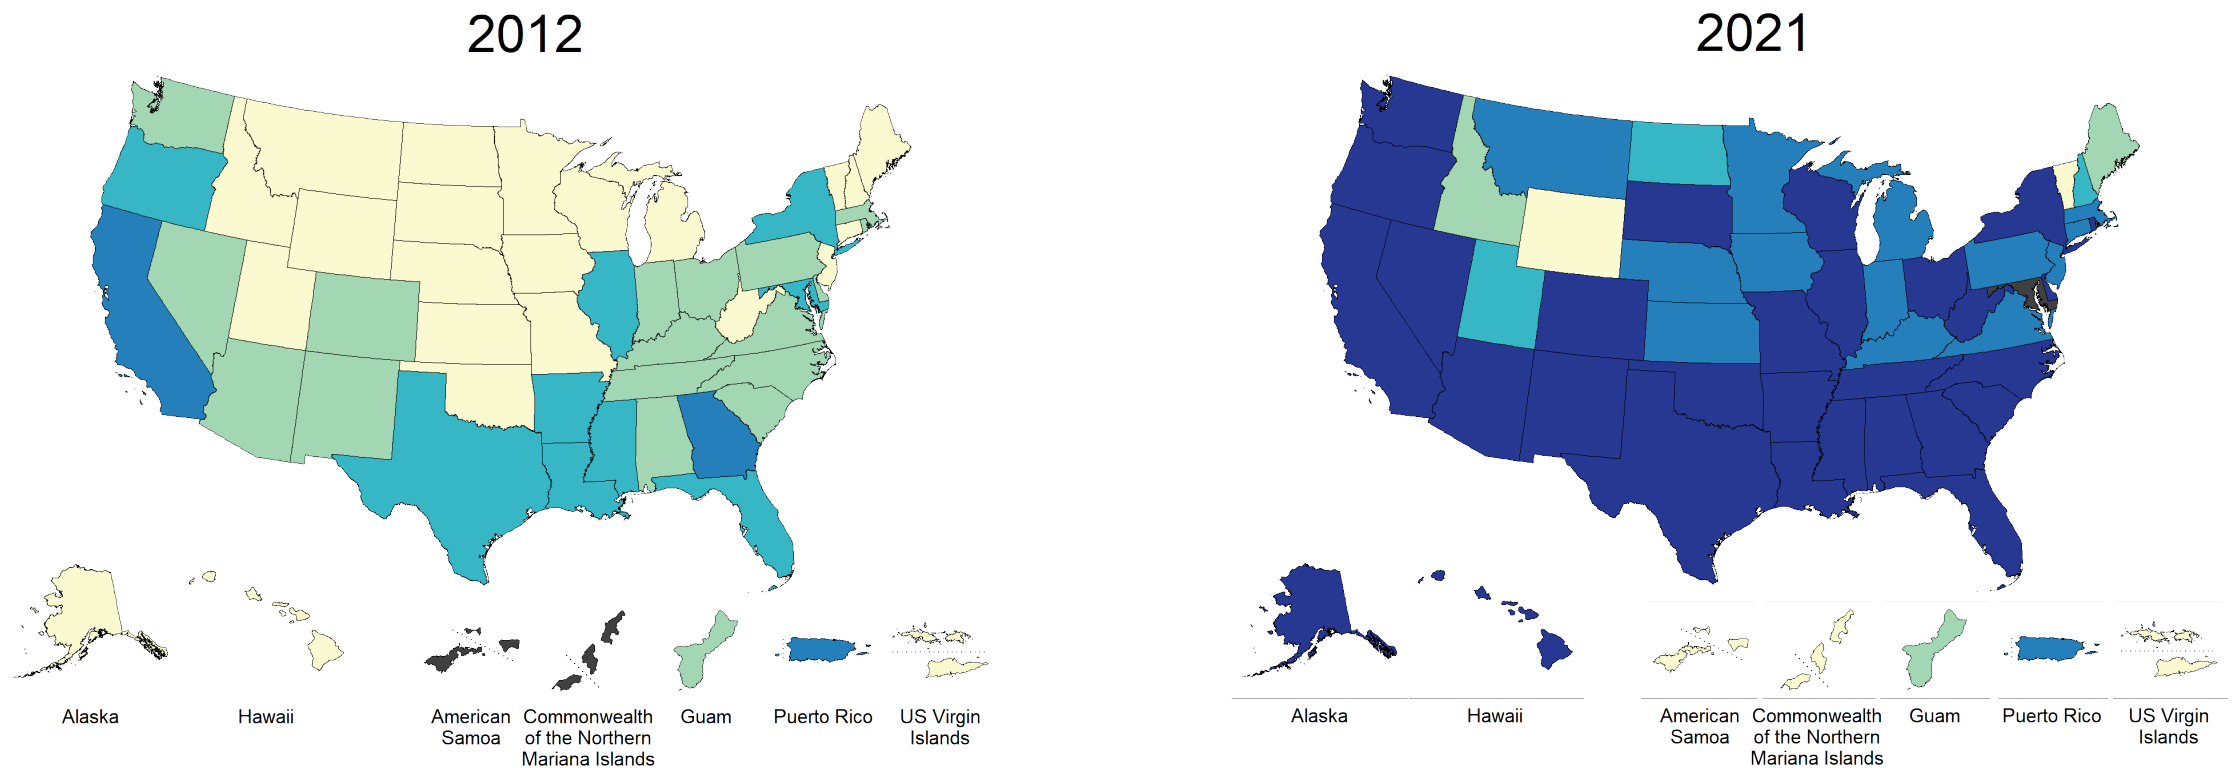 2012
2021
Alaska
Hawaii
American
Samoa
Commonwealth
of the Northern
Mariana Islands
Guam
Puerto Rico
US Virgin
Islands
Alaska
Hawaii
American
Samoa
Commonwealth
of the Northern
Mariana Islands
Guam
Puerto Rico
US Virgin
Islands